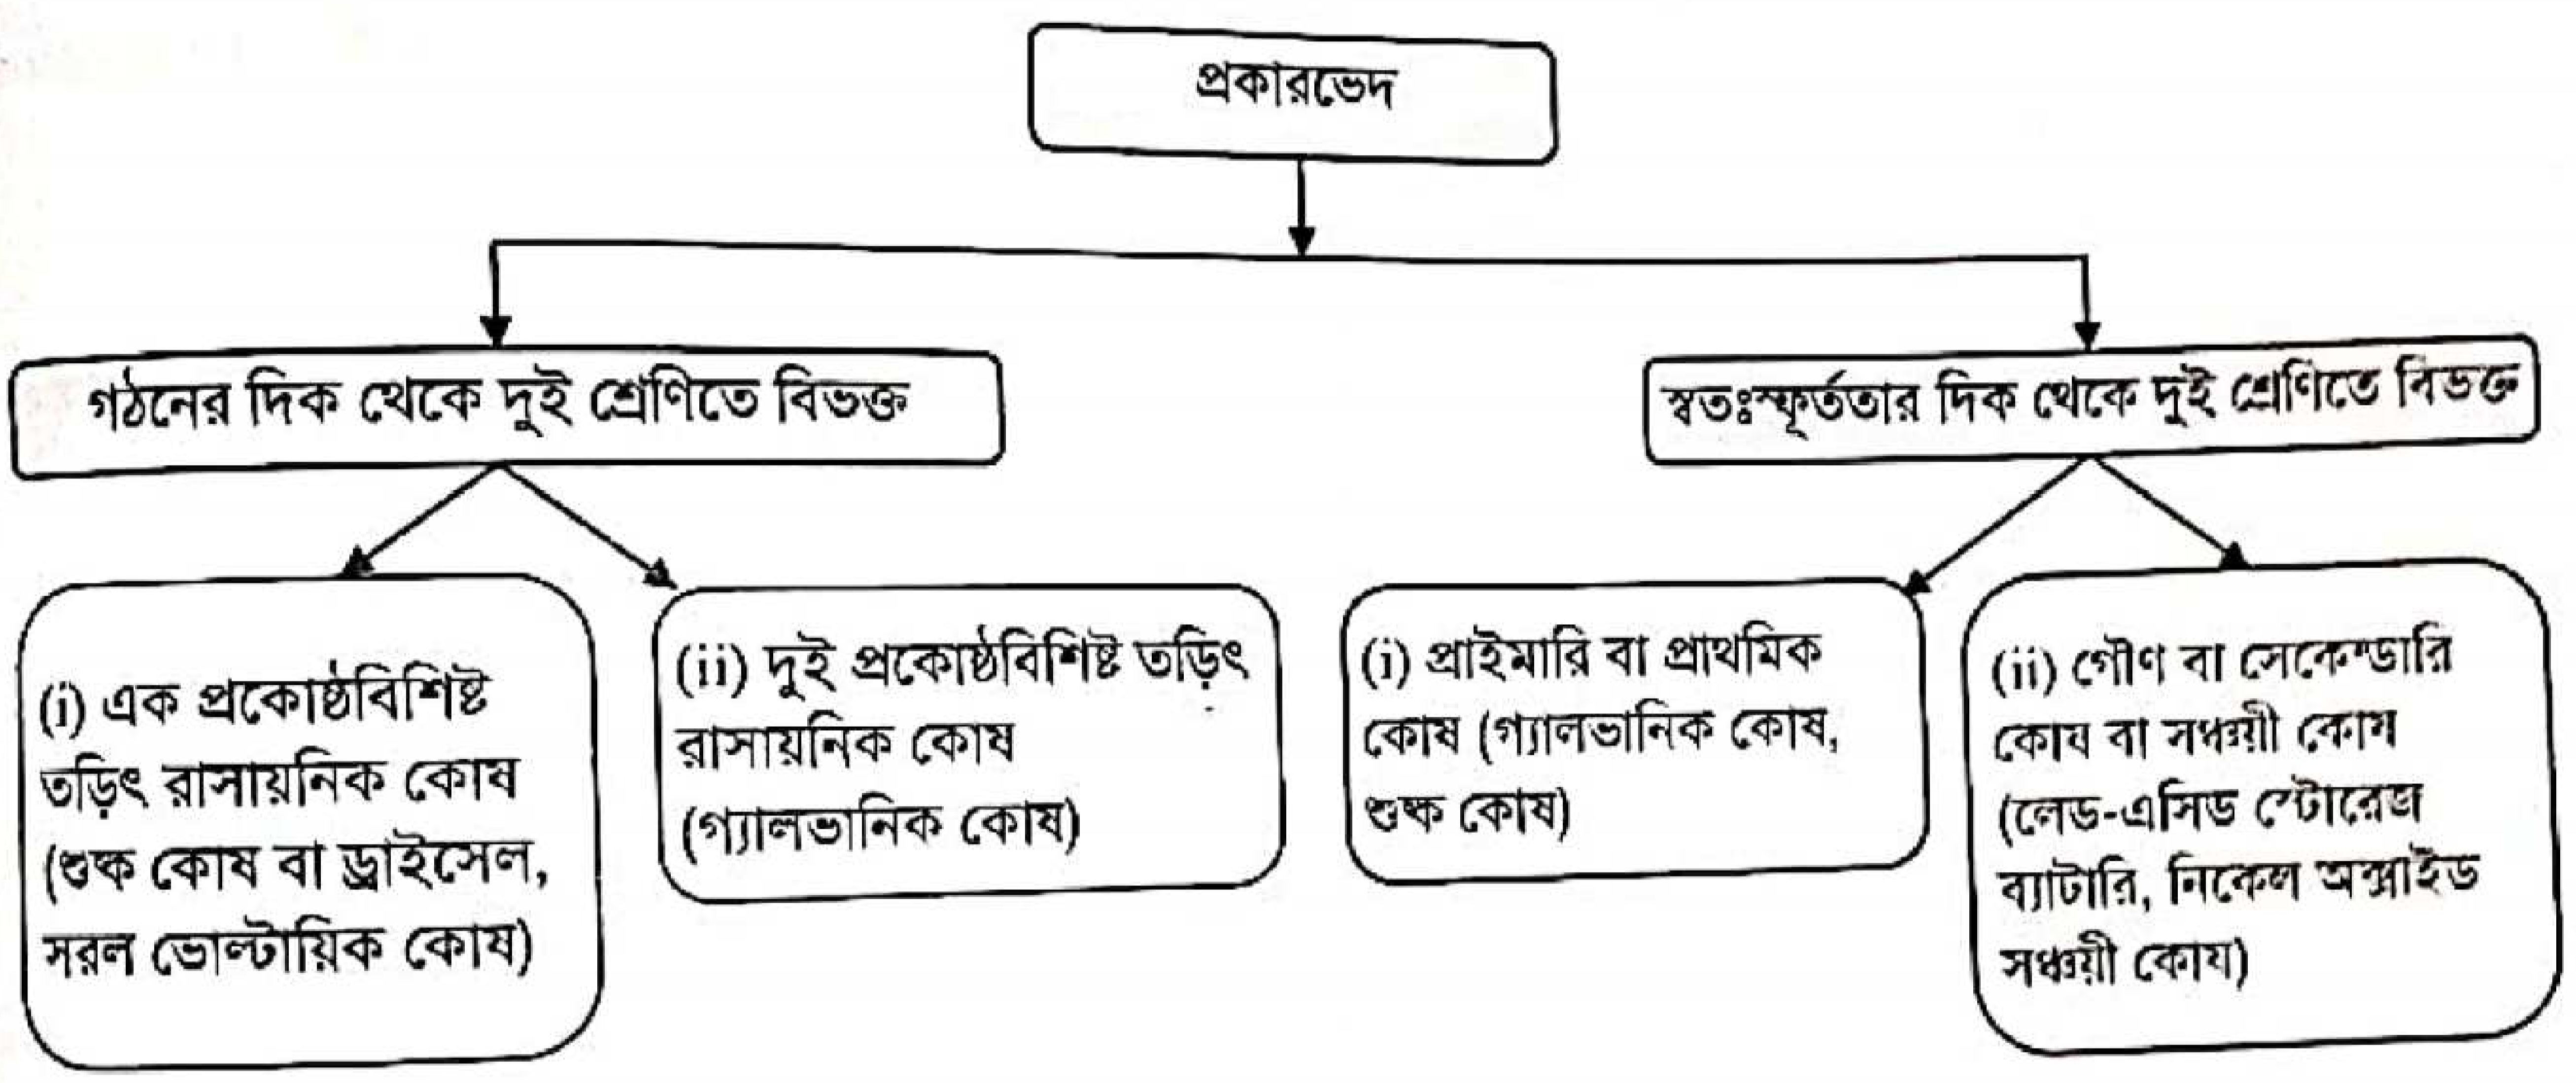 প্রকারভেদ
গঠনের দিক থেকে দুই শ্রেণিতে বিভক্ত
স্বতঃস্ফূর্ততার দিক থেকে দুই শ্রেণিতে বিভক্ত
(i) এক প্রকোষ্ঠবিশিষ্ট
তড়িৎ রাসায়নিক কোষ
(শুষ্ক কোষ বা ড্রাইসেল,
সরল ভোল্টায়িক কোষ)
(ii) দুই প্রকোষ্ঠবিশিষ্ট তড়িৎ
রাসায়নিক কোষ
(গ্যালভানিক কোষ)
(i) প্রাইমারি বা প্রাথমিক
কোষ (গ্যালভানিক কোষ,
শুষ্ক কোষ)
(ii) গৌণ বা সেকেন্ডারি
কোষ বা সঞ্চয়ী কোষ
(লেড-এসিড স্টোরেজ
ব্যাটারি, নিকেল অক্সাইড
সঞ্চয়ী কোষ)